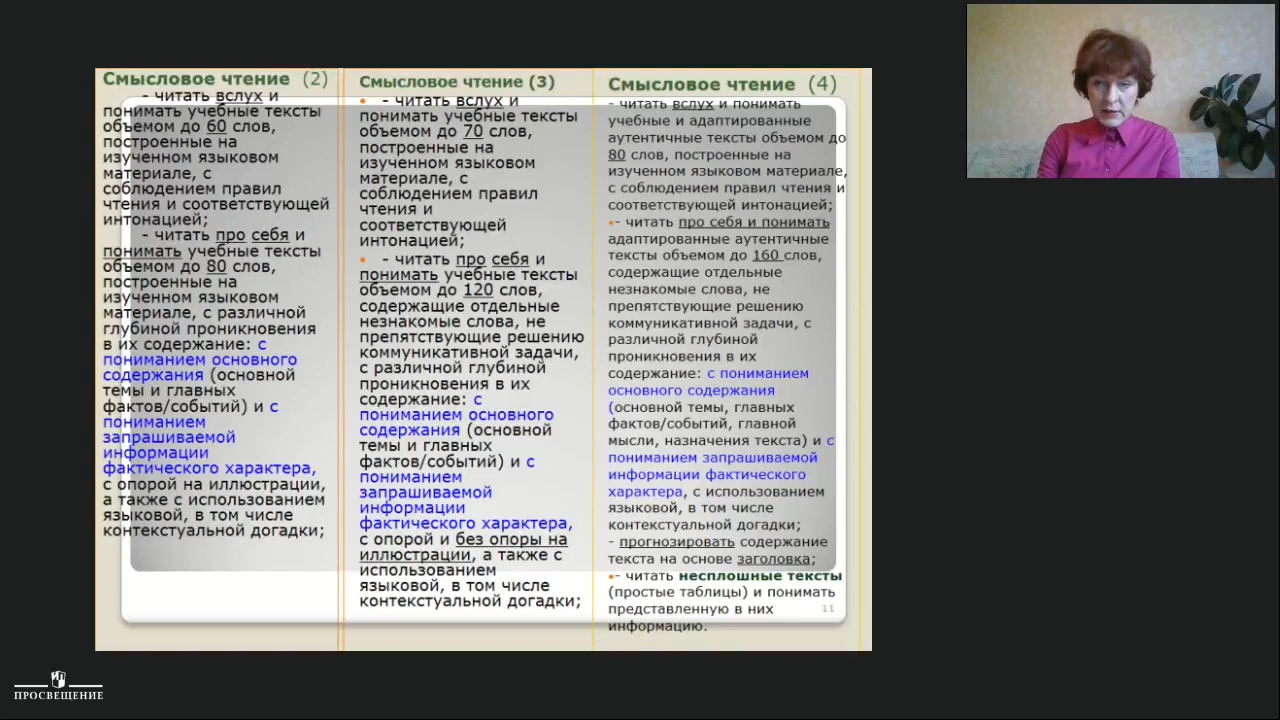 Смысловое чтение (2)
- читать вслух и
понимать учебные тексты
объемом до 60 слов,
построенные на
изученном языковом
материале, с
соблюдением правил
чтения и соответствующей
интонацией;
- читать про себя и
понимать учебные тексты
объемом до 80 слов,
построенные на
изученном языковом
материале, с различной
глубиной проникновения
в их содержание: с
пониманием основного
содержания (основной
темы и главных
фактов/событий) и с
пониманием
запрашиваемой
информации
фактического характера,
с опорой на иллюстрации,
а также с использованием
языковой, в том числе
контекстуальной догадки;
Смысловое чтение (3)
• - читать вслух и
понимать учебные тексты
объемом до 70 слов,
построенные на
изученном языковом
материале, с
соблюдением правил
чтения и
соответствующей
интонацией;
• - читать про себя и
понимать учебные тексты
объемом до 120 слов,
содержащие отдельные
незнакомые слова, не
препятствующие решению
коммуникативной задачи,
с различной глубиной
проникновения в их
содержание: с
пониманием основного
содержания (основной
темы и главных
фактов/событий) и с
пониманием
запрашиваемой
информации
фактического характера,
с опорой и без опоры на
иллюстрации, а также с
использованием
языковой, в том числе
контекстуальной догадки;
Смысловое чтение (4)
- читать вслух и понимать
учебные и адаптированные
аутентичные тексты объемом до
80 слов, построенные на
изученном языковом материале,
с соблюдением правил чтения и
соответствующей интонацией;
•- читать про себя и понимать
адаптированные аутентичные
тексты объемом до 160 слов,
содержащие отдельные
незнакомые слова, не
препятствующие решению
коммуникативной задачи, с
различной глубиной
проникновения в их
содержание: с пониманием
основного содержания
(основной темы, главных
фактов/событий, главной
мысли, назначения текста) и с
пониманием запрашиваемой
информации фактического
характера, с использованием
языковой, в том числе
контекстуальной догадки;
- прогнозировать содержание
текста на основе заголовка;
•- читать несплошные тексты
(простые таблицы) и понимать
представленную в них
информацию.
11
ПРОСВЕЩЕНИЕ